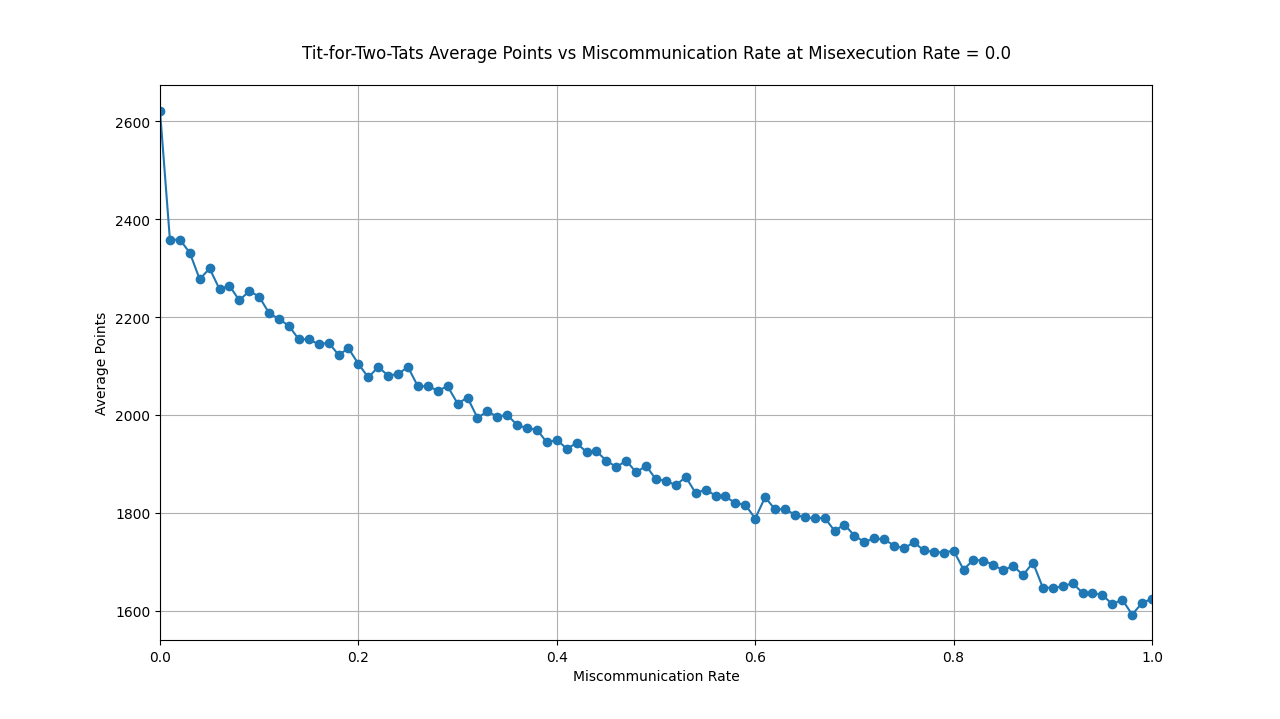 Tit-for-Two-Tats Average Points vs Miscommunication Rate at Misexecution Rate = 0.0
2600
2400
2200
2000
1800
1600
Average Points
0.0 0.2 0.4 0.6 0.8 1.0
Miscommunication Rate